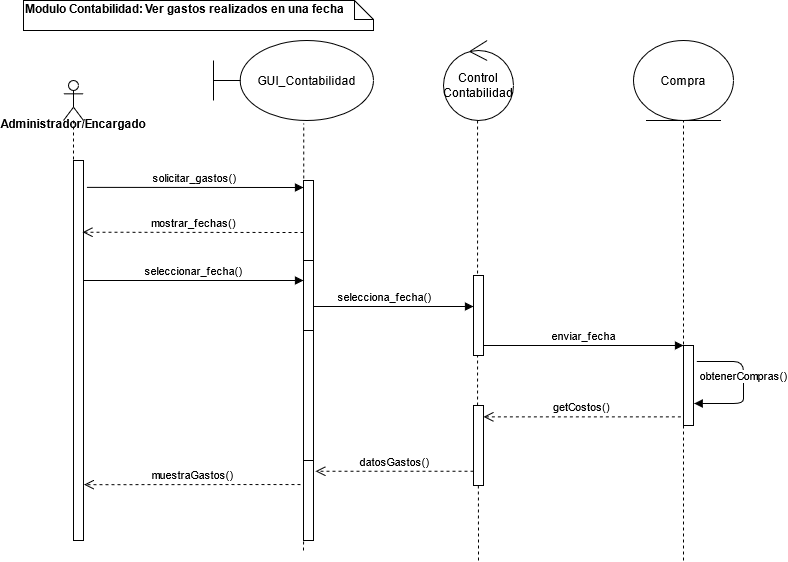 Modulo Contabilidad: Ver gastos realizados en una fecha
GUI_Contabilidad
Control
Contabilidad
Compra
Administrador/Encargado
solicitar_gastos()
mostrar_fechas()
seleccionar_fecha()
selecciona_fecha()
enviar_fecha
obtenerCompras()
getCostos()
datosGastos()
muestraGastos()